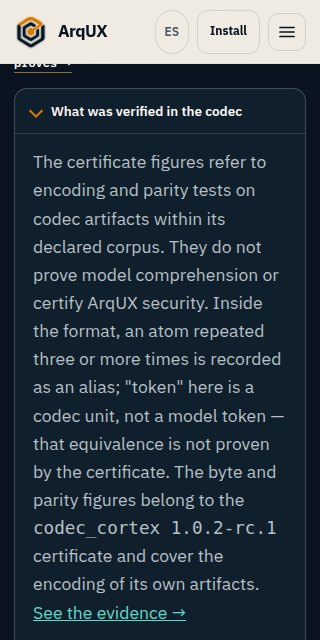 ArqUX
ES
Install
proves
What was verified in the codec
The certificate figures refer to
encoding and parity tests on
codec artifacts within its
declared corpus. They do not
prove model comprehension or
certify ArqUX security. Inside
the format, an atom repeated
three or more times is recorded
as an alias; "token" here is a
codec unit, not a model token —
that equivalence is not proven
by the certificate. The byte and
parity figures belong to the
codec_cortex 1.0.2-rc.1
certificate and cover the
encoding of its own artifacts.
See the evidence →